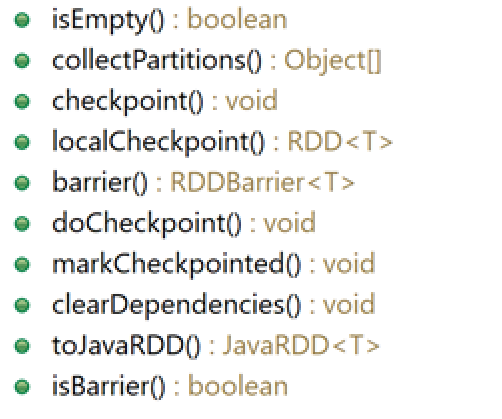 isEmpty() : boolean
collectPartitions() : Object[]
checkpoint() : void
localCheckpoint() : RDD<T>
barrier() : RDDBarrier<T>
doCheckpoint() : void
markCheckpointed() : void
clearDependencies() : void
toJavaRDD() : JavaRDD<T>
isBarrier() : boolean